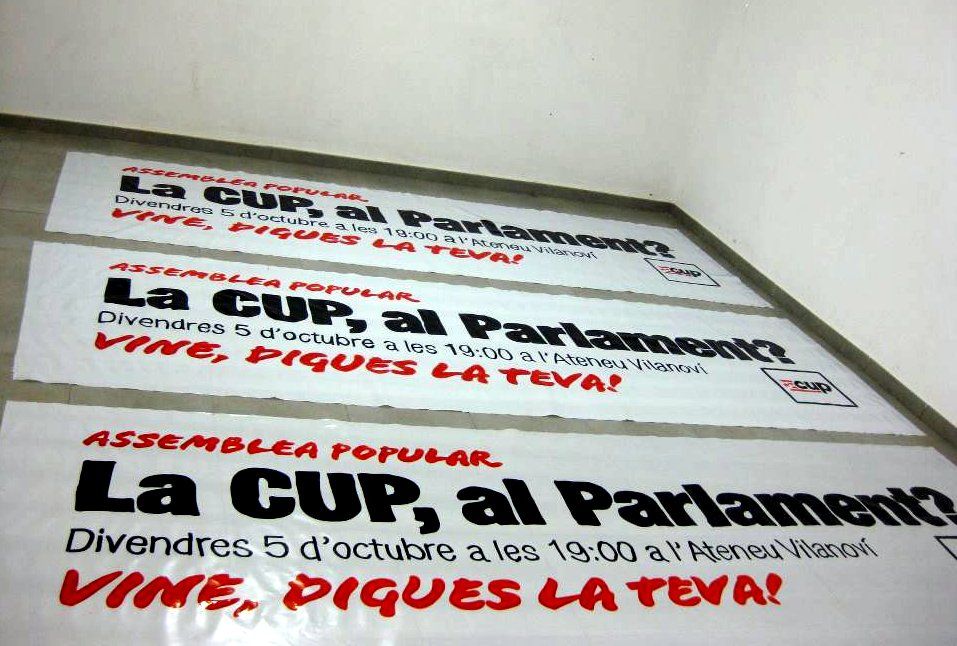 ASSEMBLEA POPULAR
La CUP, al Parlament?
Divendres 5 d'octubre a les 19:00 a l'Ateneu Vilanoví
VINE, DIGUES LA TEVA!
CUP
ASSEMBLEA POPULAR
La CUP, al Parlament?
Divendres 5 d'octubre a les 19:00 a l'Ateneu Vilanoví
VINE, DIGUES LA TEVA!
CUP
ASSEMBLEA POPULAR
La CUP, al Parlament?
Divendres 5 d'octubre a les 19:00 a l'Ateneu Vilanoví
VINE, DIGUES LA TEVA!